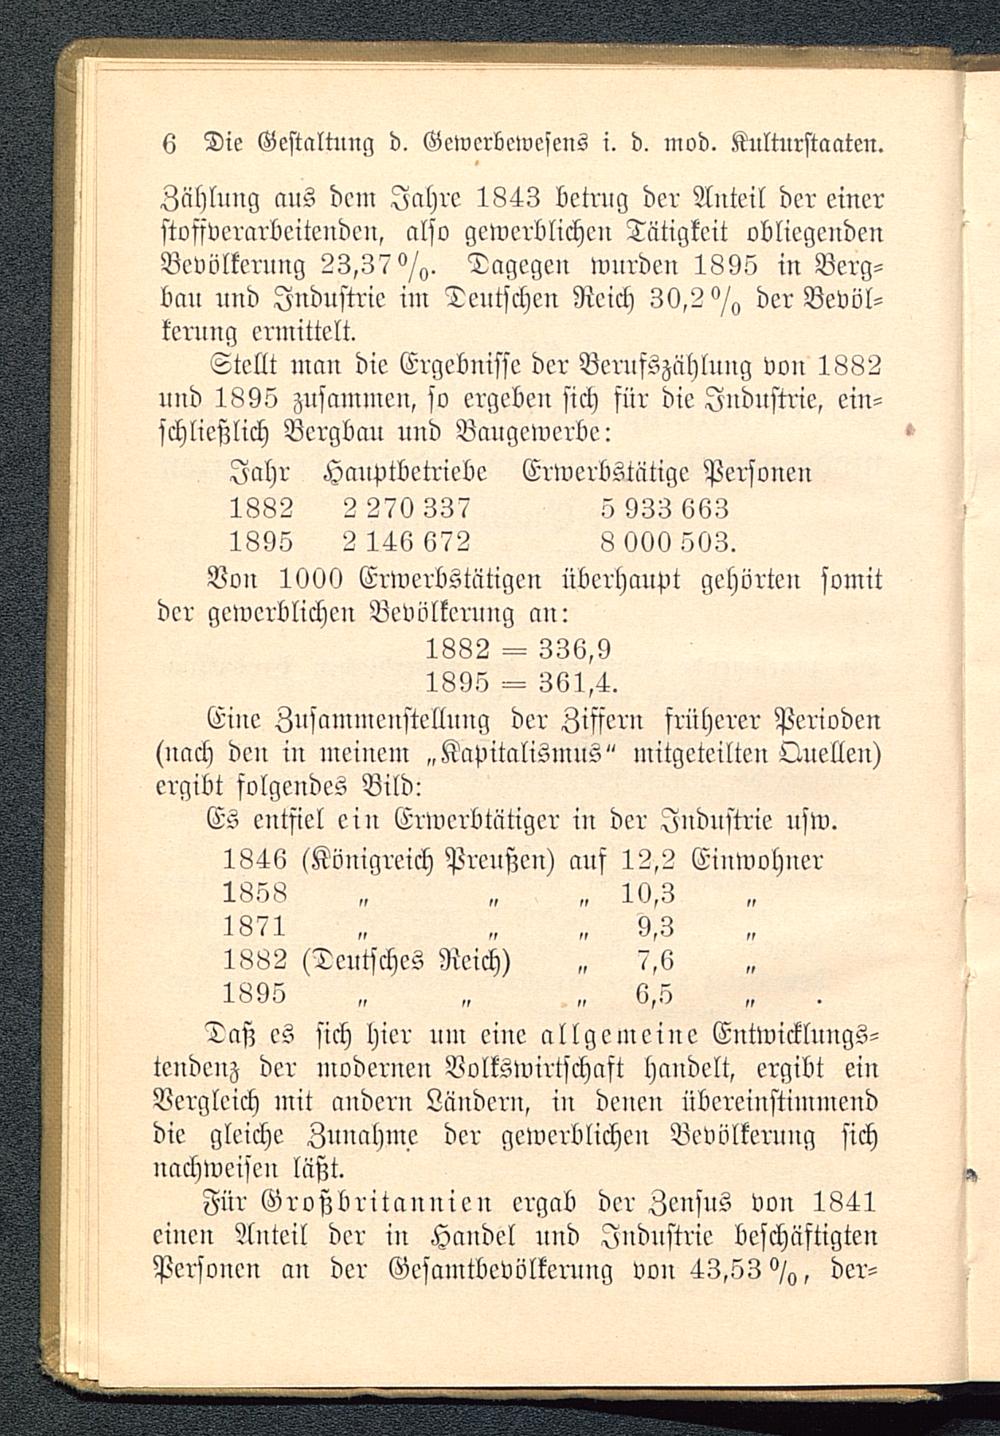 6 Die Gestaltung d. Gewerbewesens i. d. mod. Kulturstaaten.
Zählung aus dem Jahre 1843 betrug der Anteil der einer
stoffverarbeitenden, also gewerblichen Tätigkeit obliegenden
Bevölkerung 23,37 %. Dagegen wurden 1895 in Berg-
bau und Industrie im Deutschen Reich 30,2 % der Bevöl-
kerung ermittelt.
Stellt man die Ergebnisse der Berufszählung von 1882
und 1895 zusammen, so ergeben sich für die Industrie, ein-
schließlich Bergbau und Baugewerbe:
Jahr Hauptbetriebe Erwerbstätige Personen
1882 2 270 337 5 933 663
1895 2 146 672 8 000 503.
Von 1000 Erwerbstätigen überhaupt gehörten somit
der gewerblichen Bevölkerung an:
1882 = 336,9
1895 = 361,4.
Eine Zusammenstellung der Ziffern früherer Perioden
(nach den in meinem „Kapitalismus“ mitgeteilten Quellen)
ergibt folgendes Bild:
Es entfiel ein Erwerbtätiger in der Industrie usw.
1846 (Königreich Preußen) auf 12,2 Einwohner
1858 „ „ „ 10,3 „
1871 „ „ „ 9,3 „
1882 (Deutsches Reich) „ 7,6 „
1895 „ „ „ 6,5 „ .
Daß es sich hier um eine allgemeine Entwicklungs-
tendenz der modernen Volkswirtschaft handelt, ergibt ein
Vergleich mit andern Ländern, in denen übereinstimmend
die gleiche Zunahme der gewerblichen Bevölkerung sich
nachweisen läßt.
Für Großbritannien ergab der Zensus von 1841
einen Anteil der in Handel und Industrie beschäftigten
Personen an der Gesamtbevölkerung von 43,53 %, der-